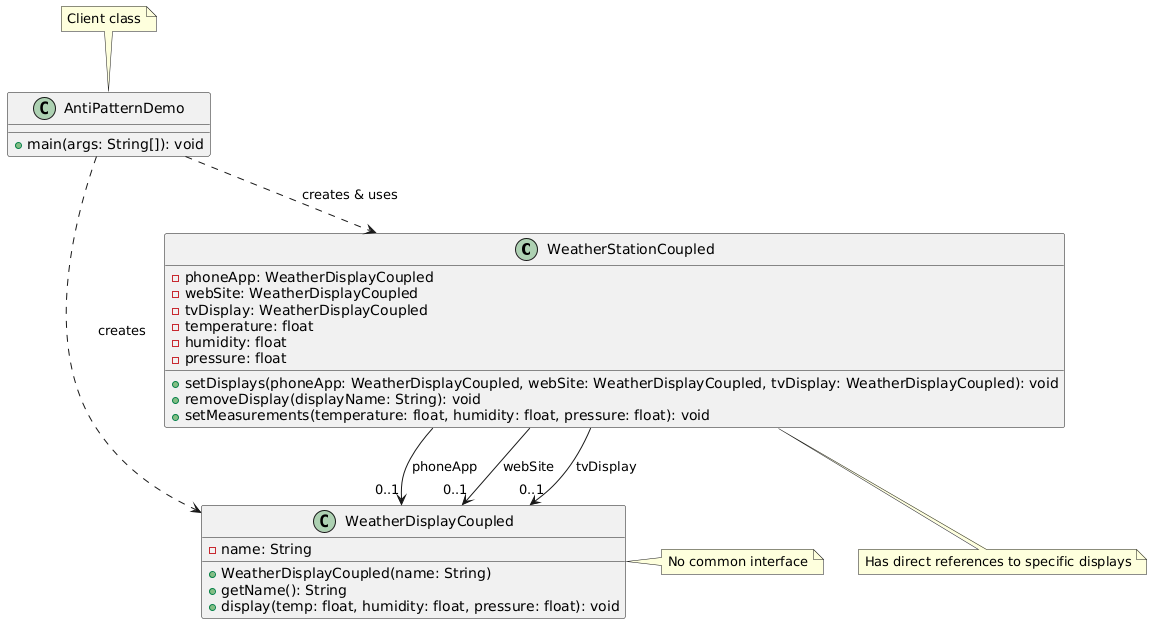 Client class
C AntiPatternDemo
main(args: String[]): void
creates & uses
C WeatherStationCoupled
phoneApp: WeatherDisplayCoupled
webSite: WeatherDisplayCoupled
tvDisplay: WeatherDisplayCoupled
temperature: float
humidity: float
pressure: float
setDisplays(phoneApp: WeatherDisplayCoupled, webSite: WeatherDisplayCoupled, tvDisplay: WeatherDisplayCoupled): void
removeDisplay(displayName: String): void
setMeasurements(temperature: float, humidity: float, pressure: float): void
creates
phoneApp
webSite
tvDisplay
0..1
0..1
0..1
C WeatherDisplayCoupled
name: String
WeatherDisplayCoupled(name: String)
getName(): String
display(temp: float, humidity: float, pressure: float): void
No common interface
Has direct references to specific displays